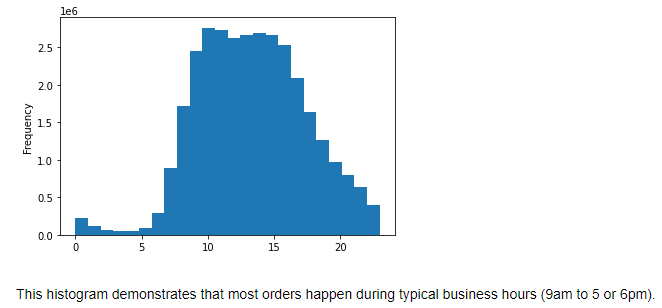 1e6
2.5
2.0
1.5
1.0
0.5
0.0
Frequency
0 5 10 15 20
This histogram demonstrates that most orders happen during typical business hours (9am to 5 or 6pm).